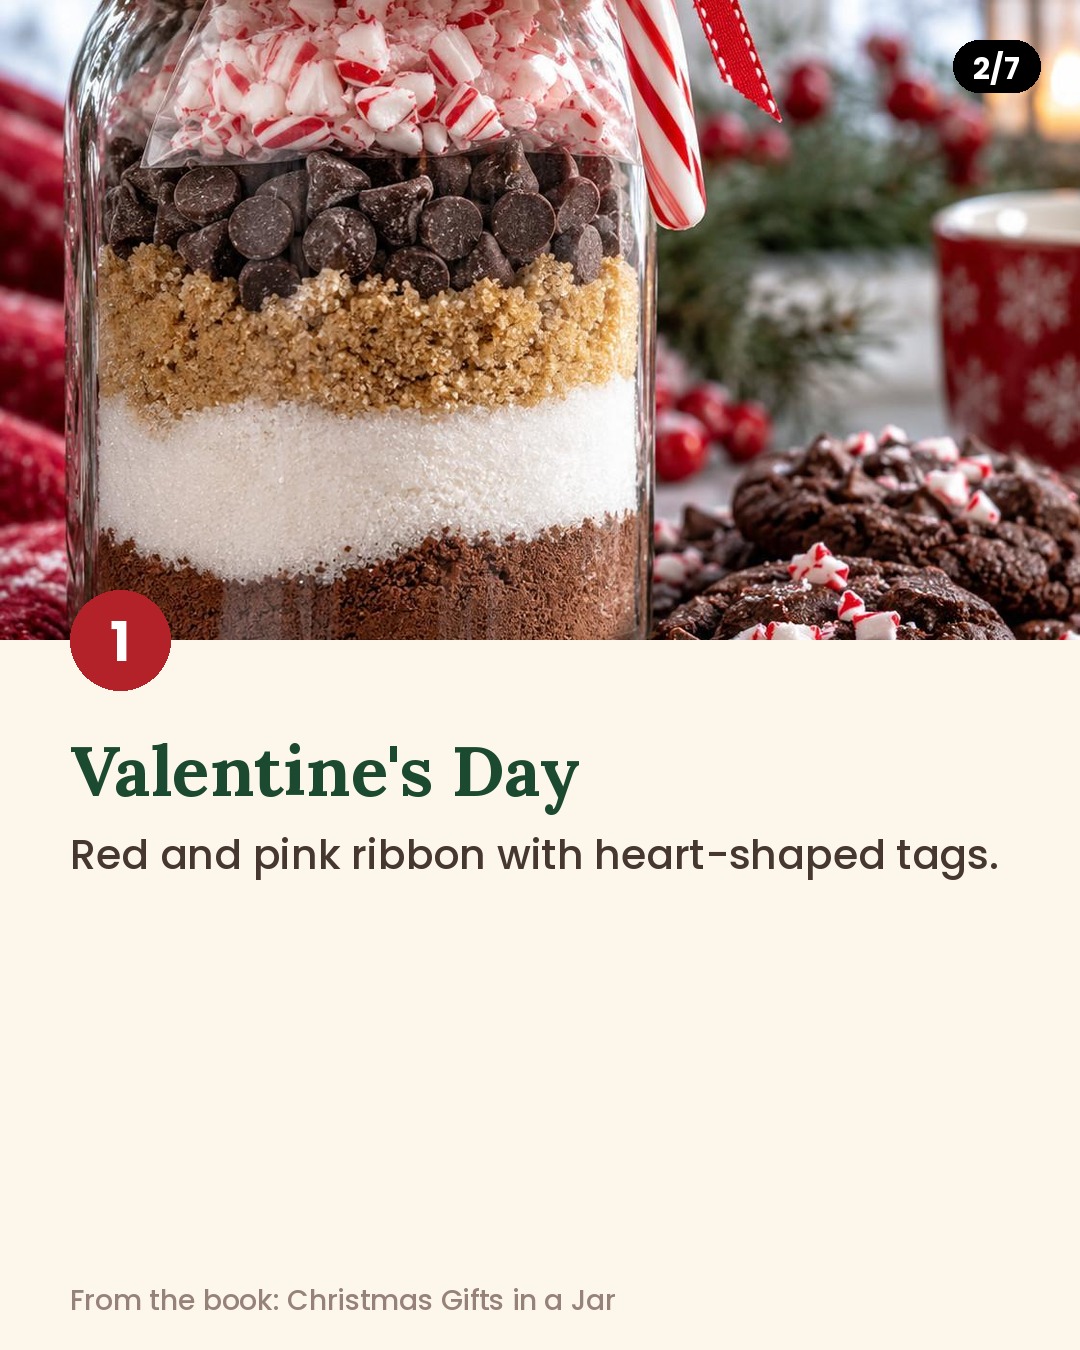 2/7
1
Valentine's Day
Red and pink ribbon with heart-shaped tags.
From the book: Christmas Gifts in a Jar